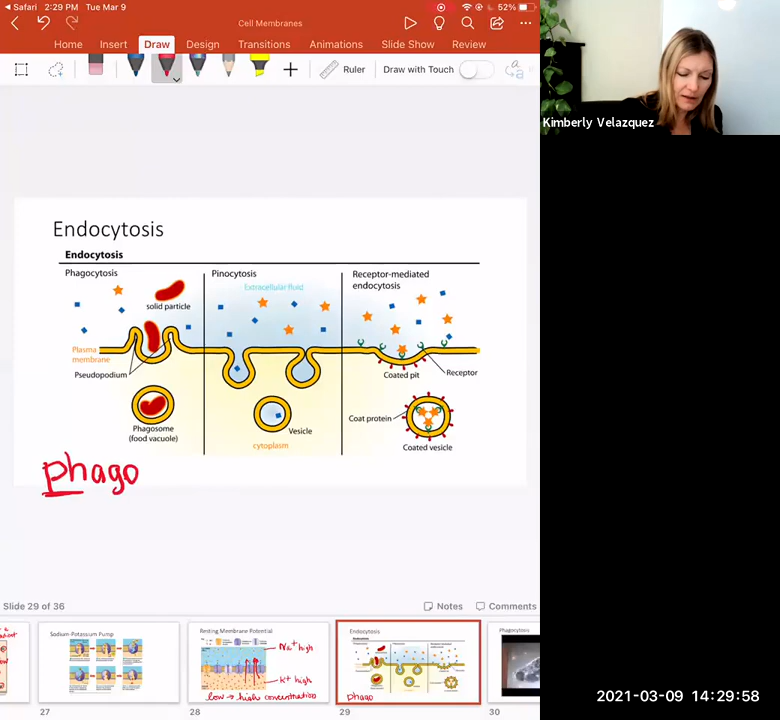 Safari 2:29 PM Tue Mar 9
52%
Cell Membranes
Home Insert Draw Design Transitions Animations Slide Show Review
Ruler Draw with Touch
Kimberly Velazquez
Endocytosis
Endocytosis
Phagocytosis
solid particle
Plasma
membrane
Pseudopodium
Phagosome
(food vacuole)
Pinocytosis
Extracellular fluid
Vesicle
cytoplasm
Receptor-mediated
endocytosis
Coated pit
Receptor
Coat protein
Coated vesicle
phago
Slide 29 of 36
Notes Comments
Sodium-Potassium Pump
27
Resting Membrane Potential
Na+ high
K+ high
low → high concentration
28
Endocytosis
phago
29
Phagocytosis
30
2021-03-09 14:29:58